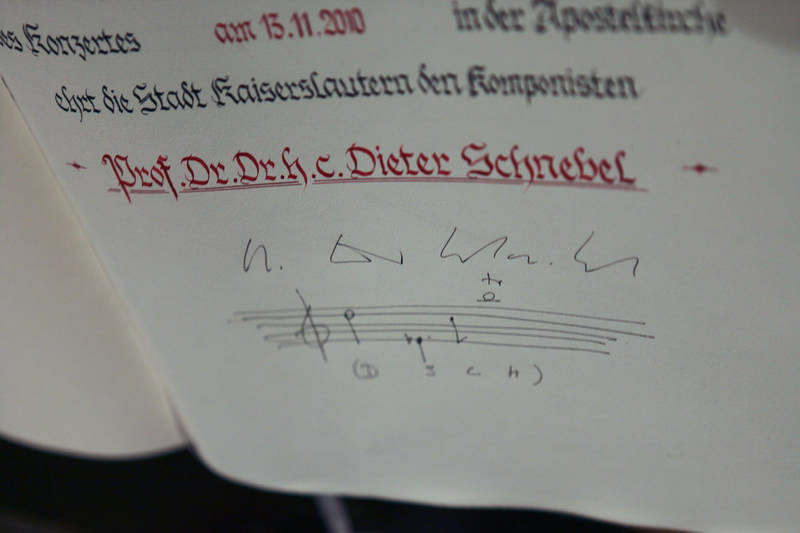 des Konzertes am 15.11.2010 in der Apostelkirche
ehrt die Stadt Kaiserslautern den Komponisten
Prof. Dr. Dr. h. c. Dieter Schnebel
(D S C H)